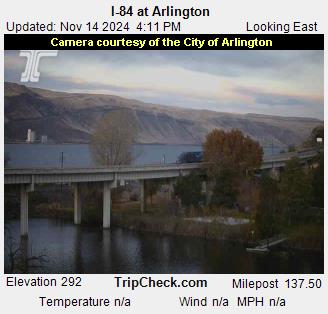 I-84 at Arlington
Updated: Nov 14 2024 4:11 PM Looking East
Camera courtesy of the City of Arlington
Elevation 292 TripCheck.com Milepost 137.50
Temperature n/a Wind n/a MPH n/a